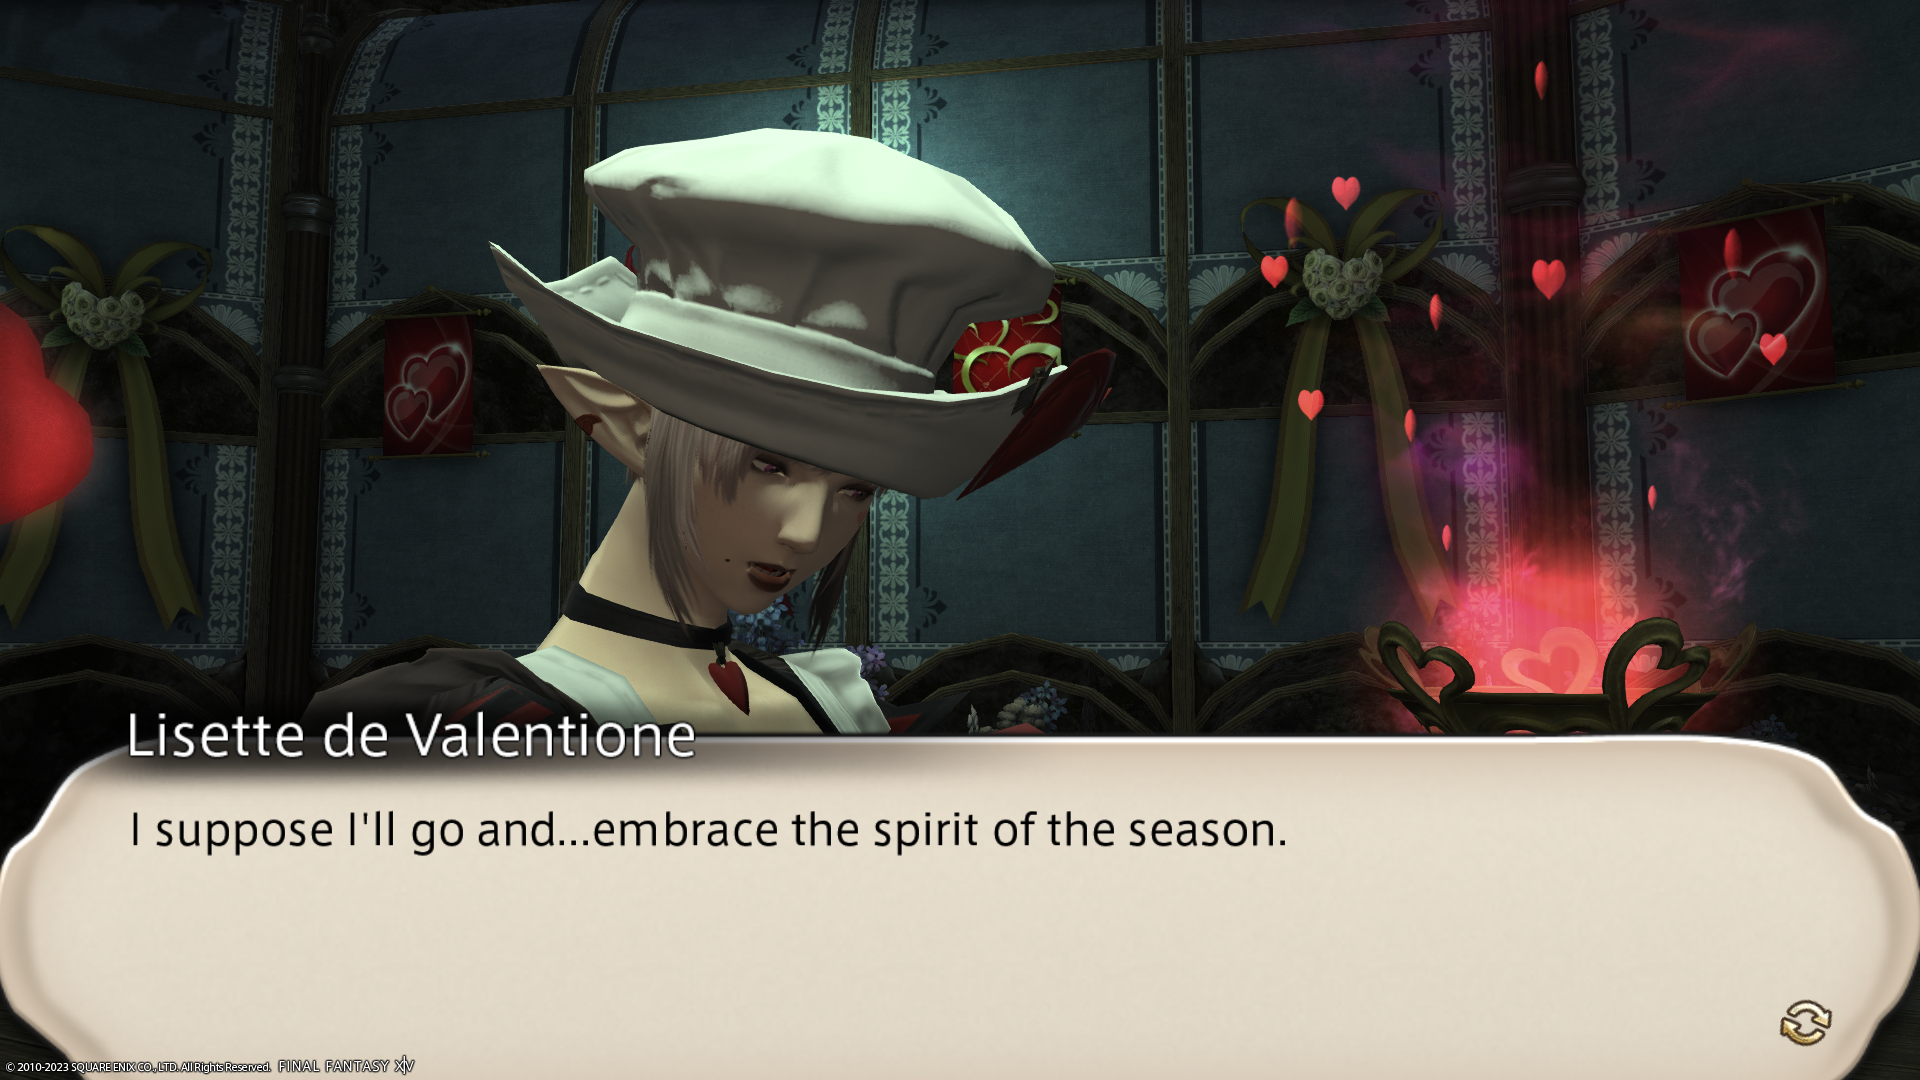 Lisette de Valentione
I suppose I'll go and...embrace the spirit of the season.
© 2010-2023 SQUARE ENIX CO., LTD. All Rights Reserved. FINAL FANTASY XIV